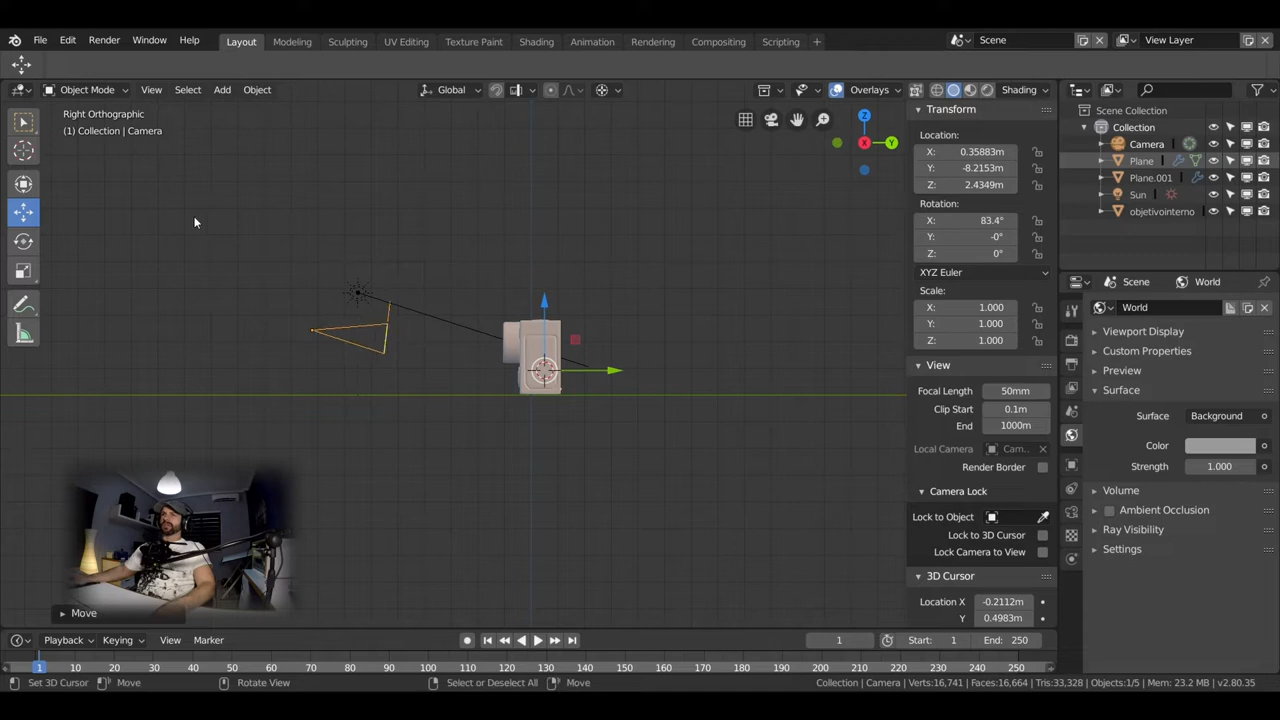 File Edit Render Window Help Layout Modeling Sculpting UV Editing Texture Paint Shading Animation Rendering Compositing Scripting + Scene View Layer
Object Mode View Select Add Object Global Overlays Shading
Right Orthographic
(1) Collection | Camera
Z
X
Y
Transform
Location:
X: 0.35883m
Y: -8.2153m
Z: 2.4349m
Rotation:
X: 83.4°
Y: -0°
Z: 0°
XYZ Euler
Scale:
X: 1.000
Y: 1.000
Z: 1.000
View
Focal Length 50mm
Clip Start 0.1m
End 1000m
Local Camera Cam..
Render Border
Camera Lock
Lock to Object
Lock to 3D Cursor
Lock Camera to View
3D Cursor
Location X -0.2112m
Y 0.4983m
Scene Collection
Collection
Camera
Plane
Plane.001
Sun
objetivointerno
Scene World
World
Viewport Display
Custom Properties
Preview
Surface
Surface Background
Color
Strength 1.000
Volume
Ambient Occlusion
Ray Visibility
Settings
Move
Playback Keying View Marker 1 Start: 1 End: 250
1 10 20 30 40 50 60 70 80 90 100 110 120 130 140 150 160 170 180 190 200 210 220 230 240 250
Set 3D Cursor Move Rotate View Select or Deselect All Move Collection | Camera | Verts:16,741 | Faces:16,664 | Tris:33,328 | Objects:1/5 | Mem: 23.2 MB | v2.80.35